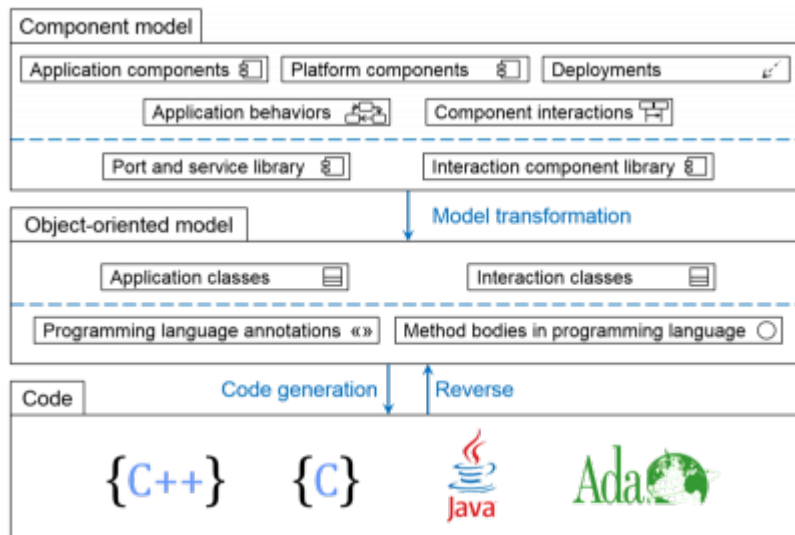 Component model
Application components
Platform components
Deployments
Application behaviors
Component interactions
Port and service library
Interaction component library
Model transformation
Object-oriented model
Application classes
Interaction classes
Programming language annotations «»
Method bodies in programming language
Code generation
Reverse
Code
{C++}
{C}
Java
Ada